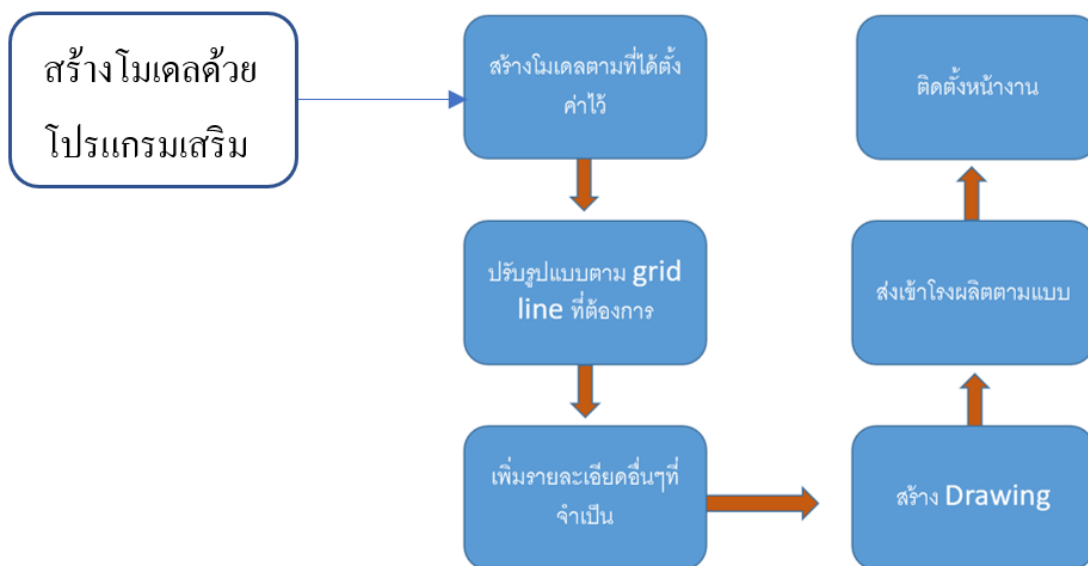 สร้างโมเดลด้วย
โปรแกรมเสริม
สร้างโมเดลตามที่ได้ตั้ง
ค่าไว้
ปรับรูปแบบตาม grid
line ที่ต้องการ
เพิ่มรายละเอียดอื่นๆที่
จำเป็น
สร้าง Drawing
ส่งเข้าโรงผลิตตามแบบ
ติดตั้งหน้างาน